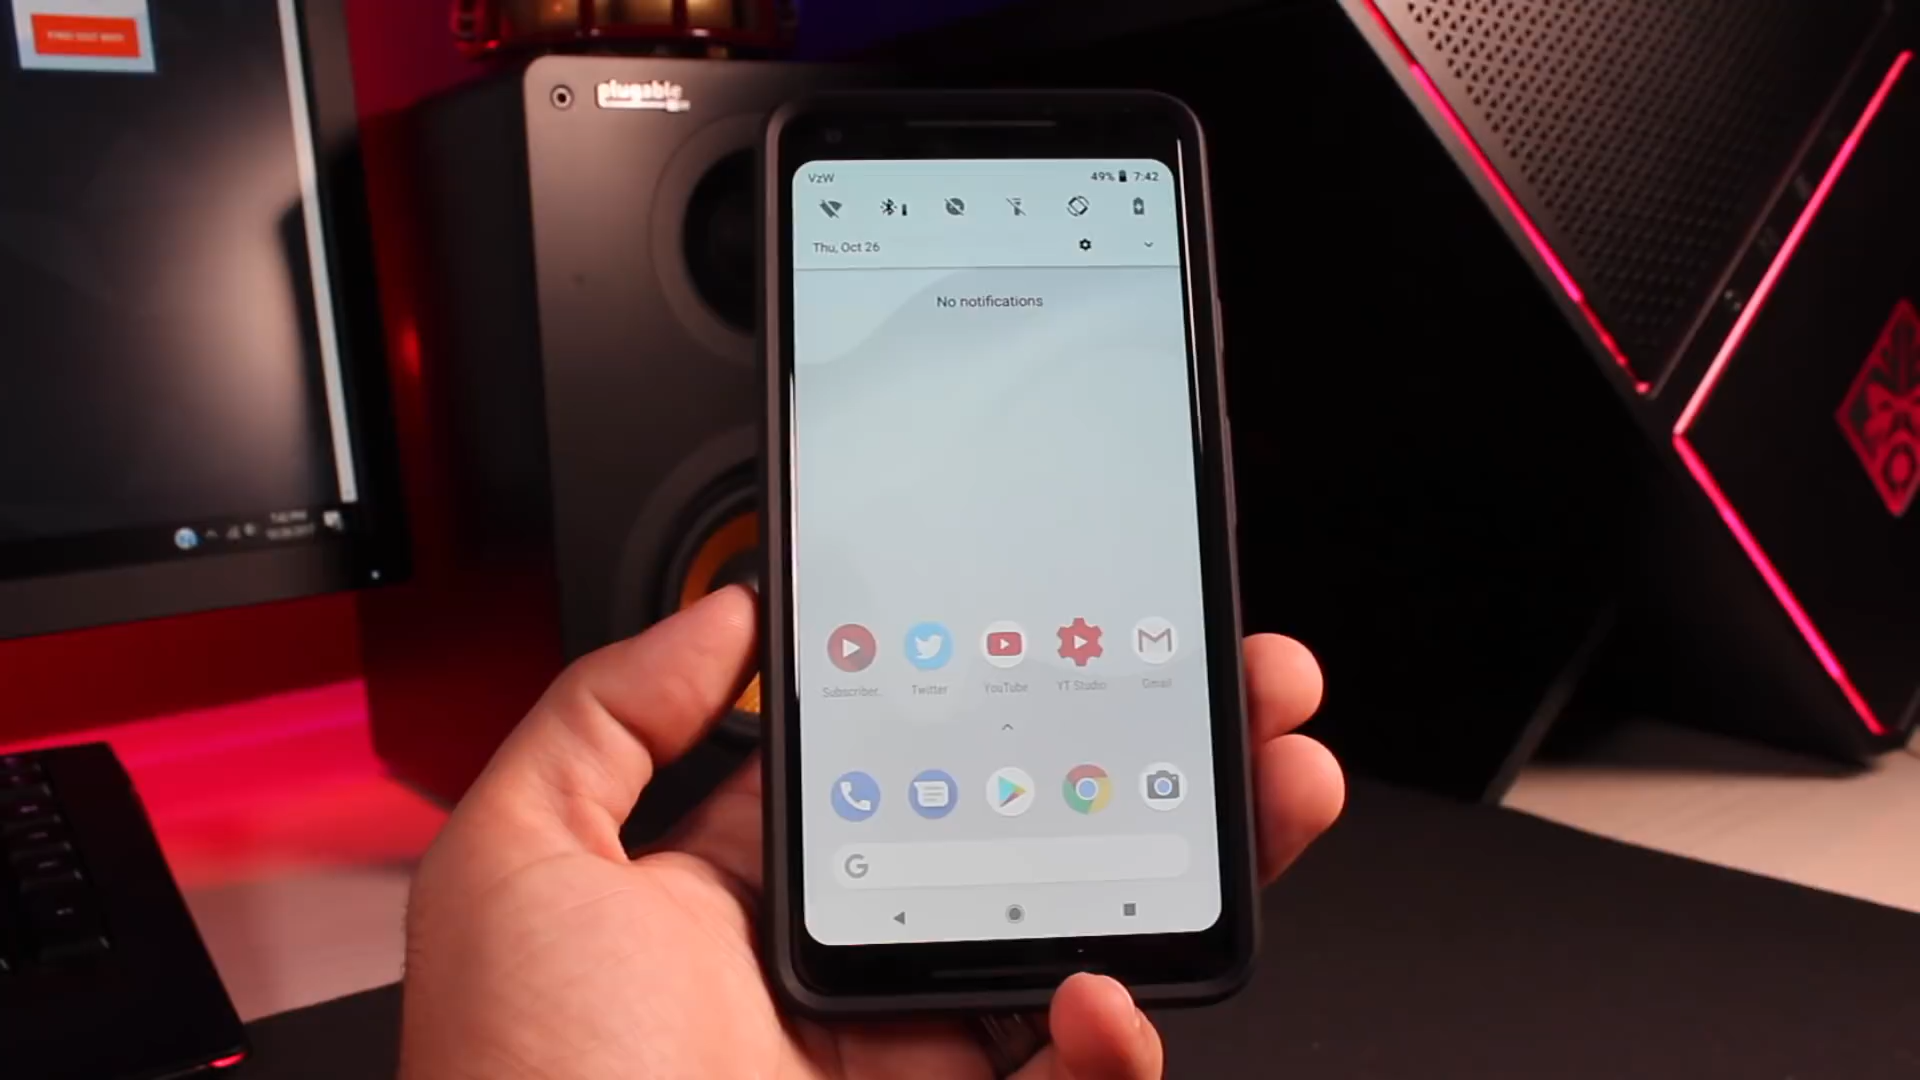 plugable
VzW
49%
7:42
Thu, Oct 26
No notifications
Subscriber..
Twitter
YouTube
YT Studio
Gmail
G